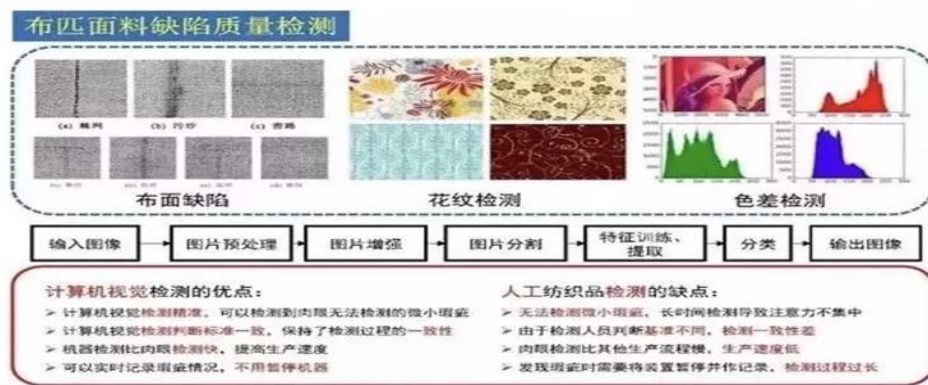 布匹面料缺陷质量检测
(a) (b) 污纱 (c) 密路
布面缺陷 花纹检测 色差检测
输入图像 图片预处理 图片增强 图片分割 特征训练、提取 分类 输出图像
计算机视觉检测的优点：
➢ 计算机视觉检测精准，可以检测到肉眼无法检测的微小瑕疵
➢ 计算机视觉检测判断标准一致，保持了检测过程的一致性
➢ 机器检测比肉眼检测快，提高生产速度
➢ 可以实时记录瑕疵情况，不用暂停机器
人工纺织品检测的缺点：
➢ 无法检测微小瑕疵，长时间检测导致注意力不集中
➢ 由于检测人员判断基准不同，检测一致性差
➢ 肉眼检测比其他生产流程慢，生产速度低
➢ 发现瑕疵时需要将装置暂停并作记录，检测过程过长